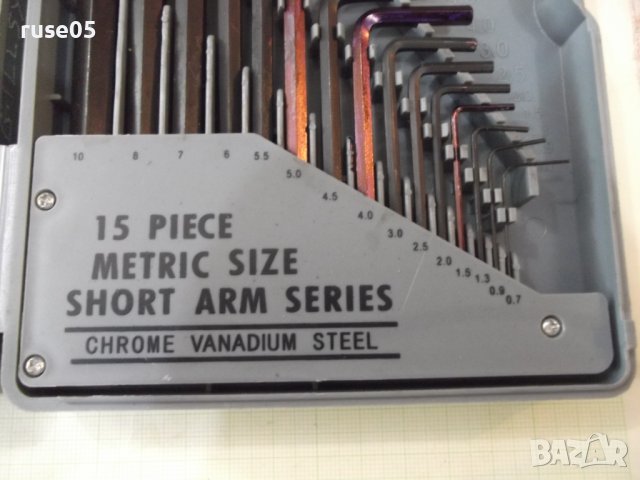 ruse05
10 8 7 6 5.5 5.0 4.5 4.0 3.0 2.5 2.0 1.5 1.3 0.9 0.7
15 PIECE
METRIC SIZE
SHORT ARM SERIES
CHROME VANADIUM STEEL
BAZAR